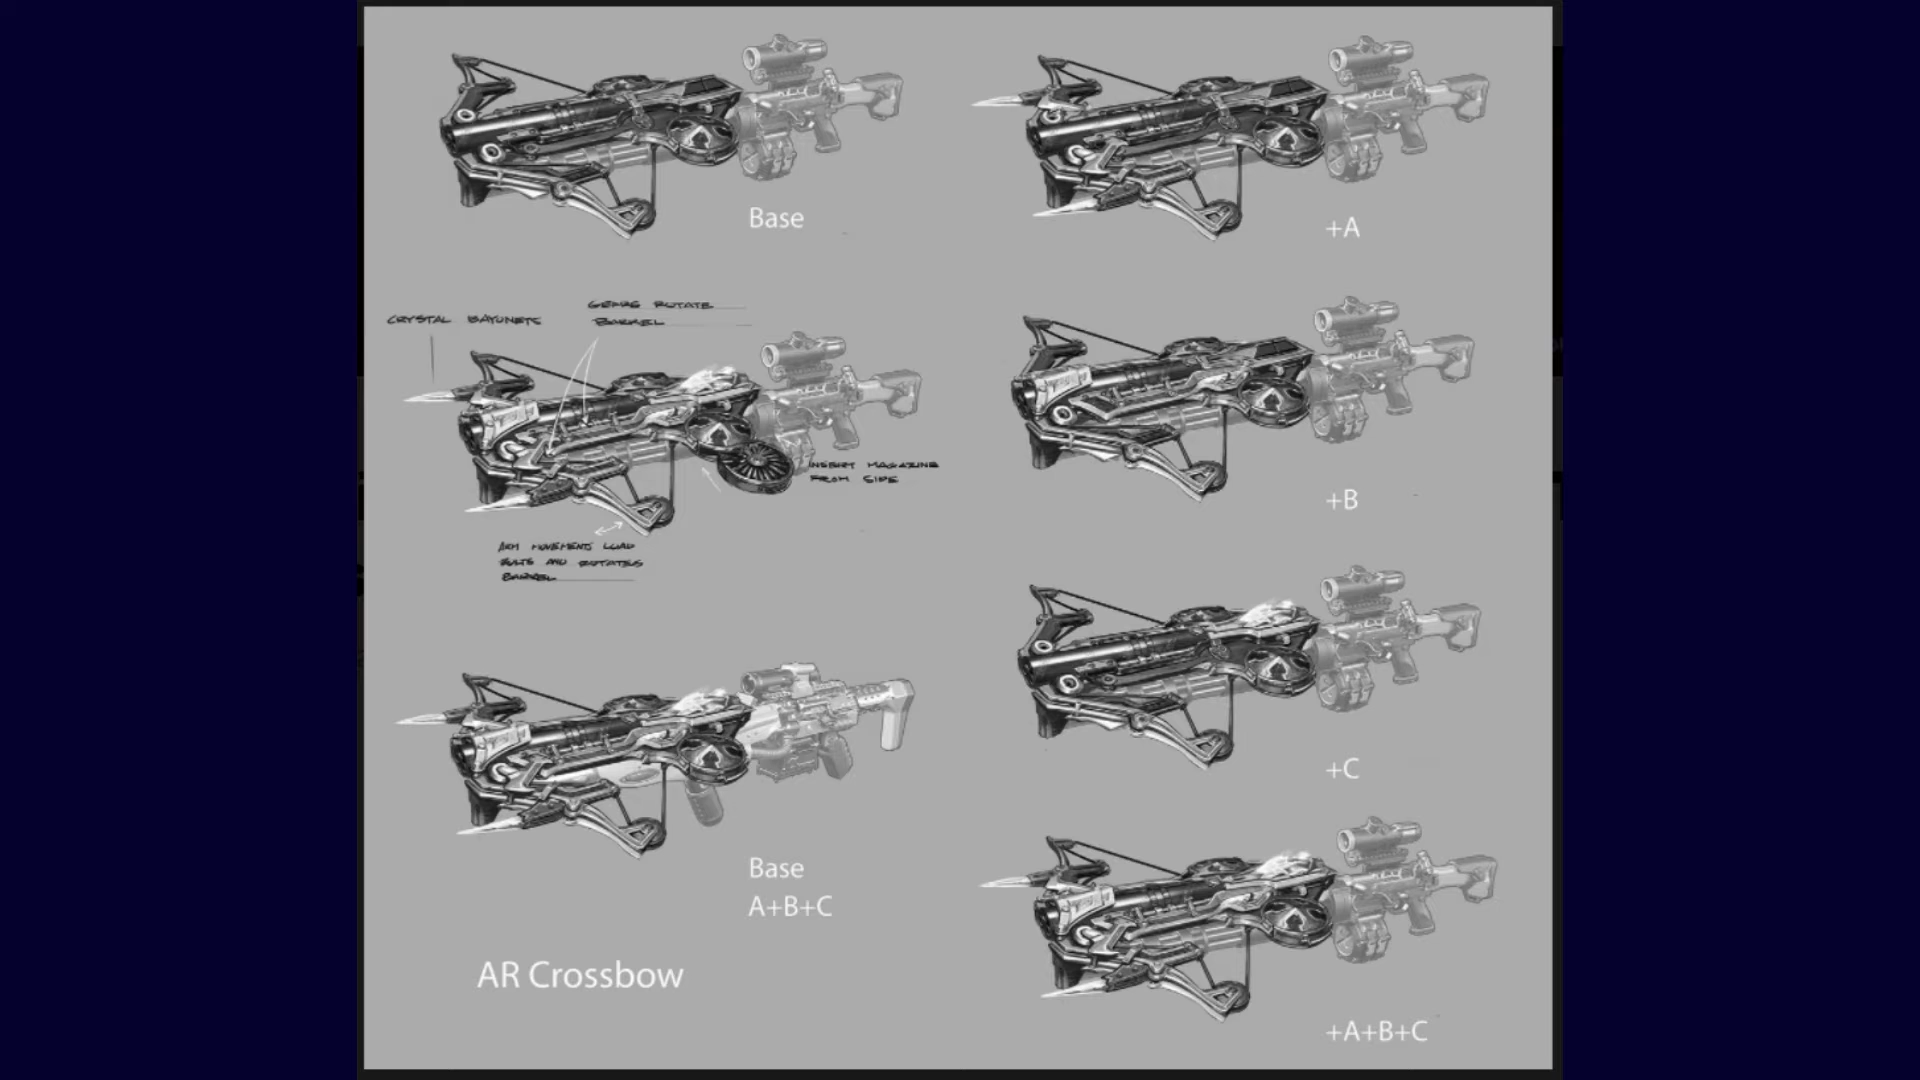 Base
+A
CRYSTAL BAYONETS
GEARS ROTATE
BARREL
INSERT MAGAZINE
FROM SIDE
+B
ARM MOVEMENTS LOAD
BOLTS AND ROTATES
BARREL
+C
Base
A+B+C
AR Crossbow
+A+B+C